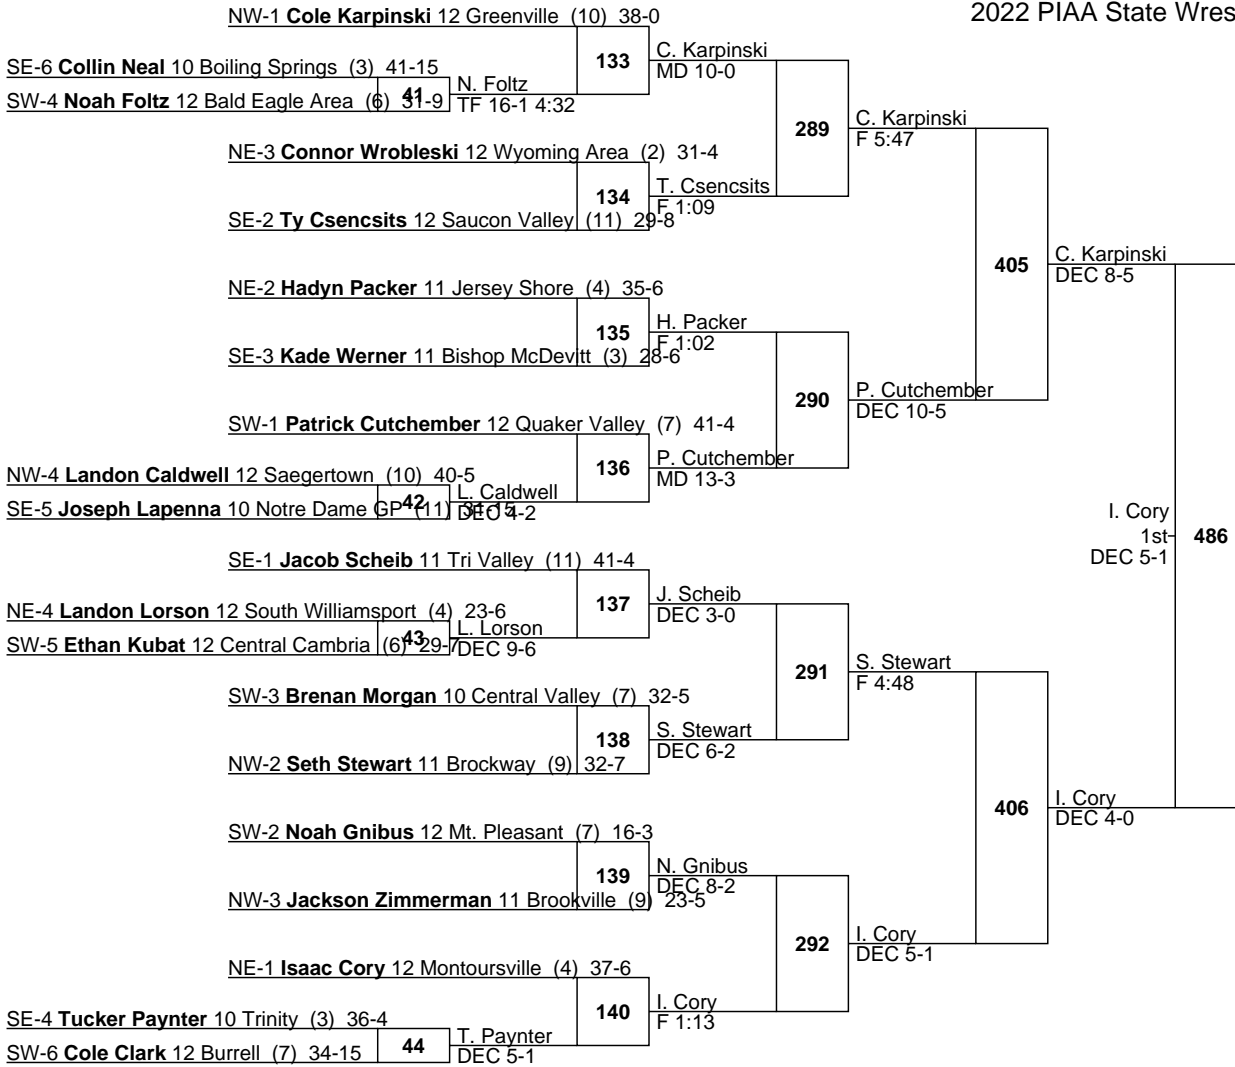 2022 PIAA State Wres
NW-1 Cole Karpinski 12 Greenville (10) 38-0
133
C. Karpinski
MD 10-0
SE-6 Collin Neal 10 Boiling Springs (3) 41-15
41
N. Foltz
TF 16-1 4:32
SW-4 Noah Foltz 12 Bald Eagle Area (6) 31-9
289
C. Karpinski
F 5:47
NE-3 Connor Wrobleski 12 Wyoming Area (2) 31-4
134
T. Csencsits
F 1:09
SE-2 Ty Csencsits 12 Saucon Valley (11) 29-8
405
C. Karpinski
DEC 8-5
NE-2 Hadyn Packer 11 Jersey Shore (4) 35-6
135
H. Packer
F 1:02
SE-3 Kade Werner 11 Bishop McDevitt (3) 28-6
290
P. Cutchember
DEC 10-5
SW-1 Patrick Cutchember 12 Quaker Valley (7) 41-4
136
P. Cutchember
MD 13-3
NW-4 Landon Caldwell 12 Saegertown (10) 40-5
42
L. Caldwell
DEC 4-2
SE-5 Joseph Lapenna 10 Notre Dame GP (11) 31-15
I. Cory
1st
DEC 5-1
486
SE-1 Jacob Scheib 11 Tri Valley (11) 41-4
137
J. Scheib
DEC 3-0
NE-4 Landon Lorson 12 South Williamsport (4) 23-6
43
L. Lorson
DEC 9-6
SW-5 Ethan Kubat 12 Central Cambria (6) 29-7
291
S. Stewart
F 4:48
SW-3 Brenan Morgan 10 Central Valley (7) 32-5
138
S. Stewart
DEC 6-2
NW-2 Seth Stewart 11 Brockway (9) 32-7
406
I. Cory
DEC 4-0
SW-2 Noah Gnibus 12 Mt. Pleasant (7) 16-3
139
N. Gnibus
DEC 8-2
NW-3 Jackson Zimmerman 11 Brookville (9) 23-5
292
I. Cory
DEC 5-1
NE-1 Isaac Cory 12 Montoursville (4) 37-6
140
I. Cory
F 1:13
SE-4 Tucker Paynter 10 Trinity (3) 36-4
44
T. Paynter
DEC 5-1
SW-6 Cole Clark 12 Burrell (7) 34-15